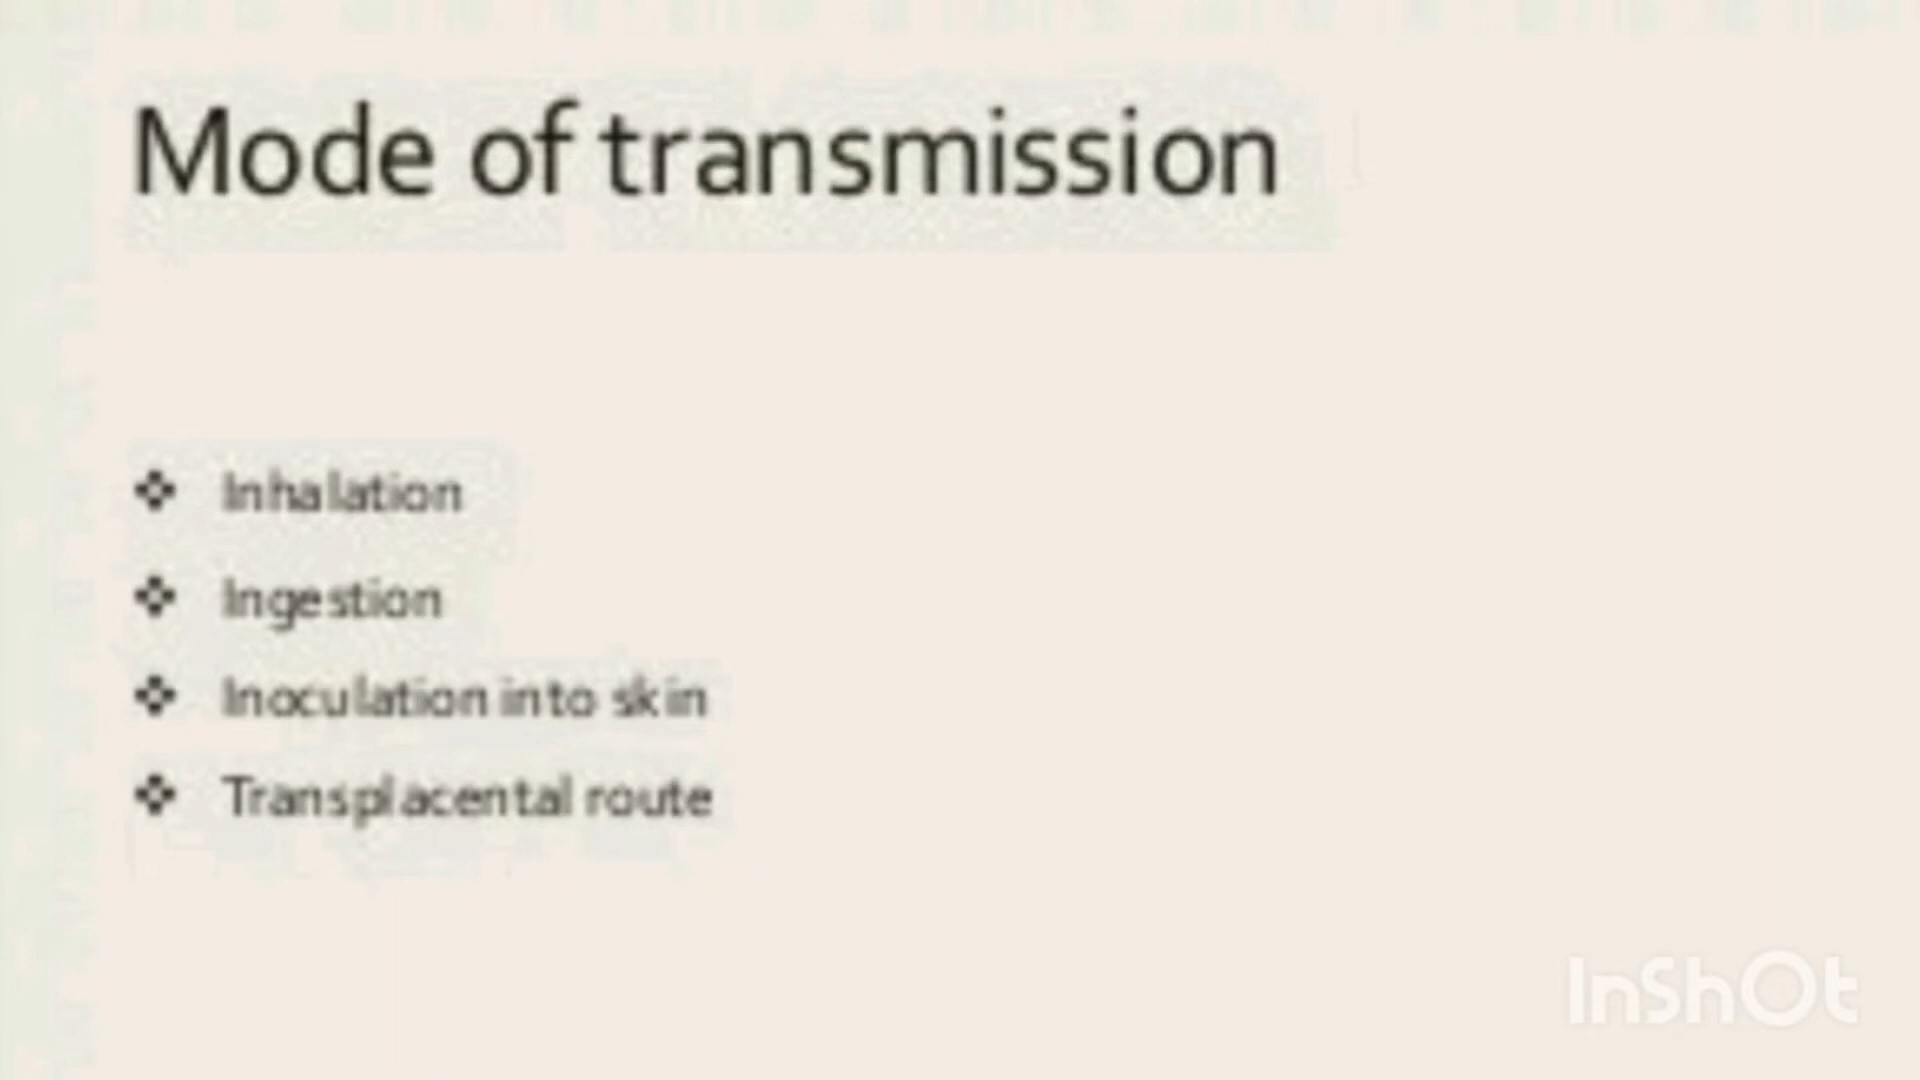 Mode of transmission
❖ Inhalation
❖ Ingestion
❖ Inoculation into skin
❖ Transplacental route
InShOt